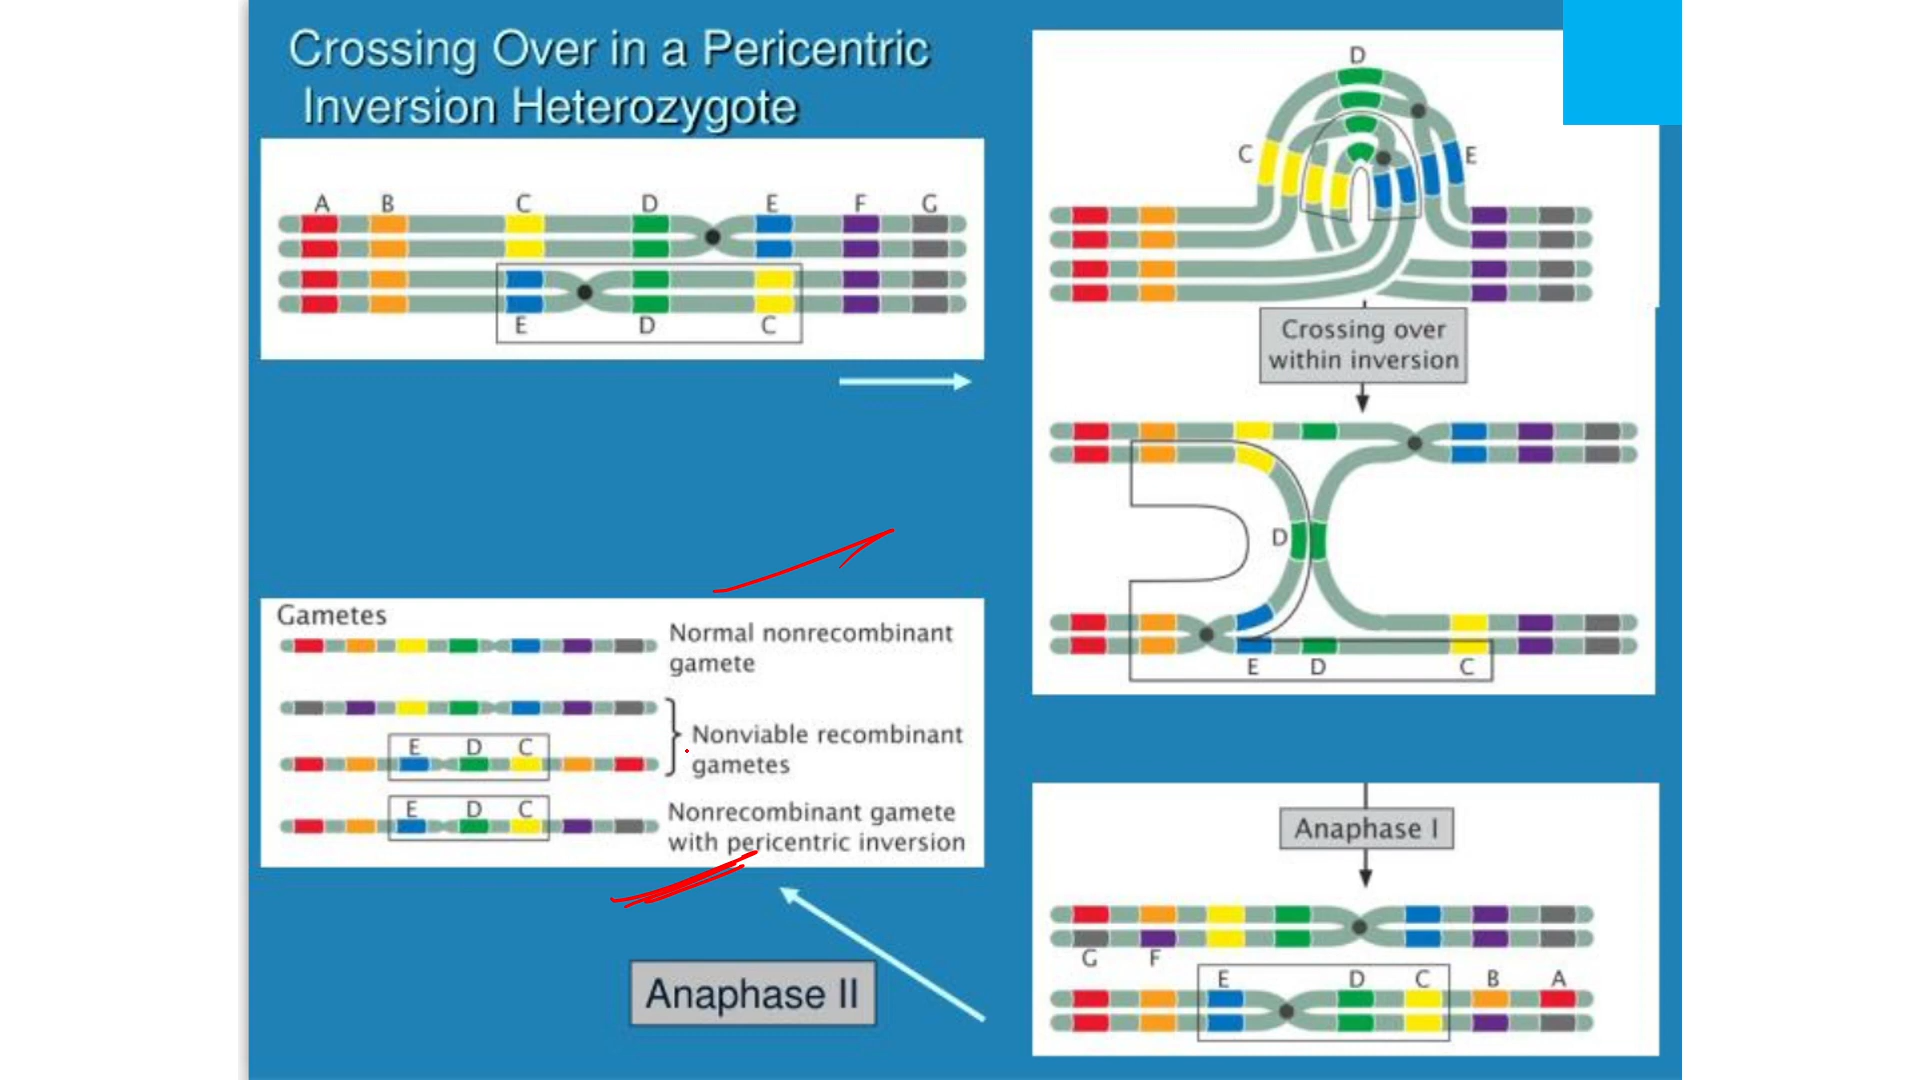 Crossing Over in a Pericentric
Inversion Heterozygote
A B C D E F G
E D C
D
C E
Crossing over
within inversion
D
E D C
Anaphase I
G F
E D C B A
Anaphase II
Gametes
Normal nonrecombinant
gamete
Nonviable recombinant
gametes
E D C
E D C
Nonrecombinant gamete
with pericentric inversion